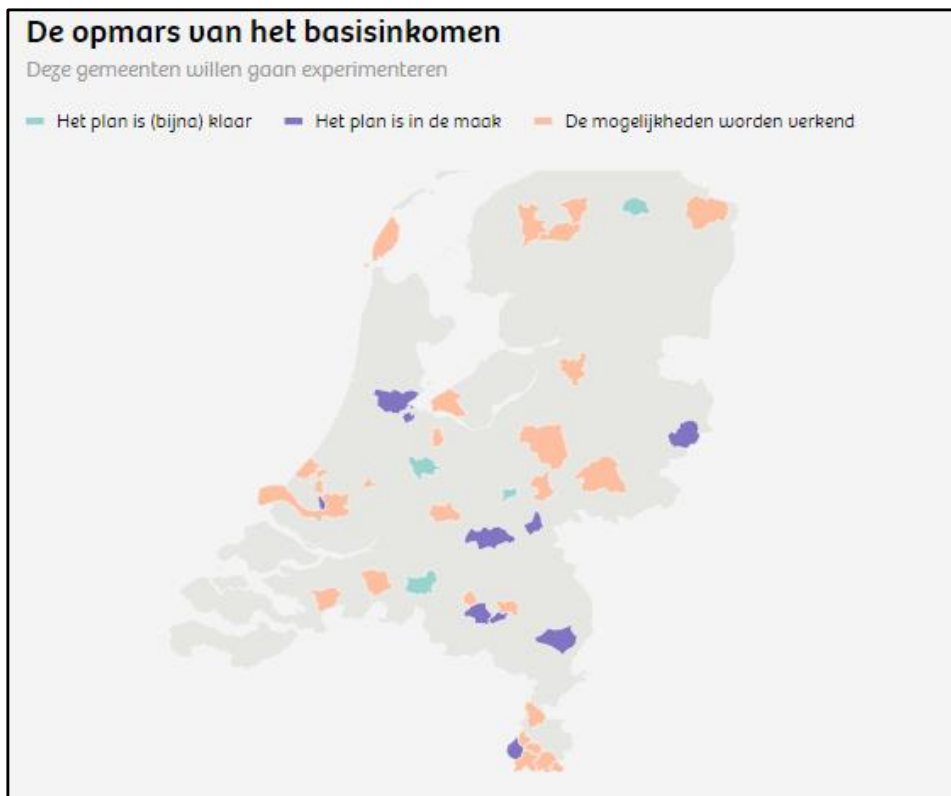 De opmars van het basisinkomen
Deze gemeenten willen gaan experimenteren
Het plan is (bijna) klaar Het plan is in de maak De mogelijkheden worden verkend